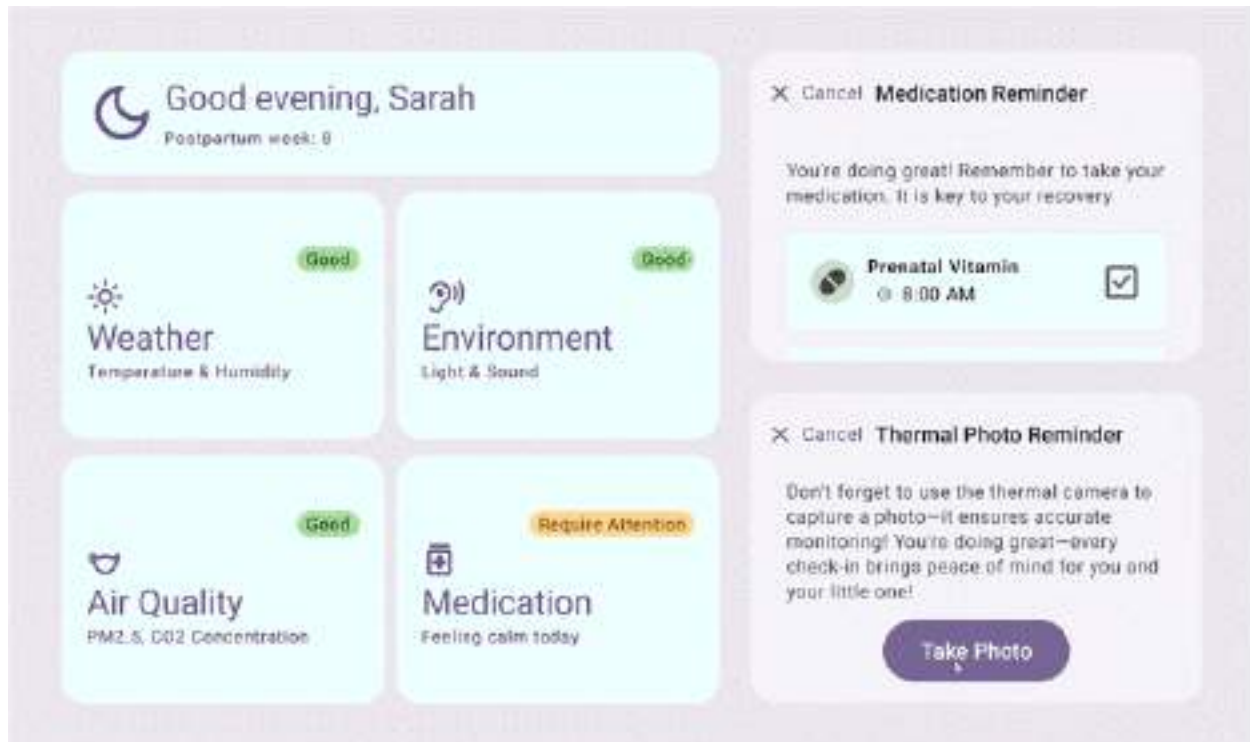 Good evening, Sarah
Postpartum week: 8
Good
Weather
Temperature & Humidity
Good
Environment
Light & Sound
Good
Air Quality
PM2.5, CO2 Concentration
Require Attention
Medication
Feeling calm today
Cancel Medication Reminder
You're doing great! Remember to take your
medication. It is key to your recovery
Prenatal Vitamin
8:00 AM
Cancel Thermal Photo Reminder
Don't forget to use the thermal camera to
capture a photo—it ensures accurate
monitoring! You're doing great—every
check-in brings peace of mind for you and
your little one!
Take Photo